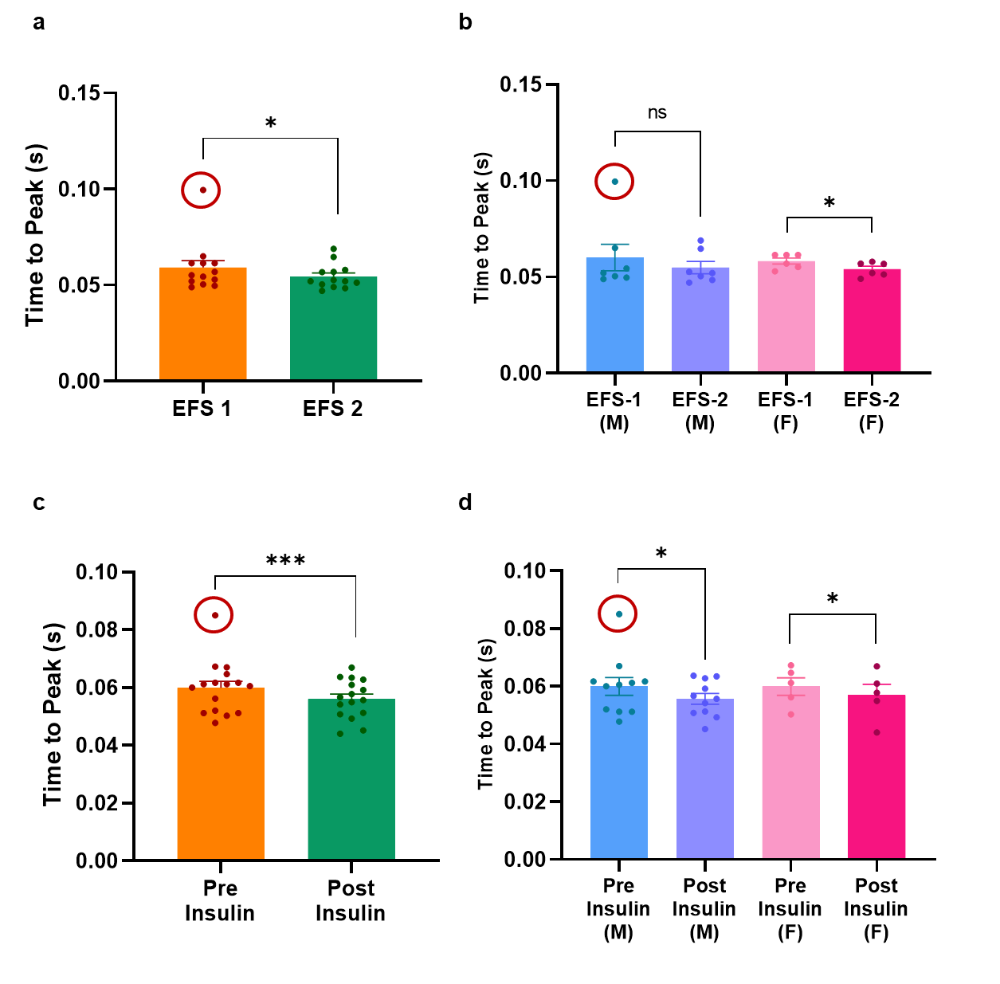 a
b
0.15
0.10
0.05
0.00
Time to Peak (s)
*
EFS 1
EFS 2
0.15
0.10
0.05
0.00
Time to Peak (s)
ns
*
EFS-1
(M)
EFS-2
(M)
EFS-1
(F)
EFS-2
(F)
c
d
0.10
0.08
0.06
0.04
0.02
0.00
Time to Peak (s)
***
Pre
Insulin
Post
Insulin
0.10
0.08
0.06
0.04
0.02
0.00
Time to Peak (s)
*
*
Pre
Insulin
(M)
Post
Insulin
(M)
Pre
Insulin
(F)
Post
Insulin
(F)